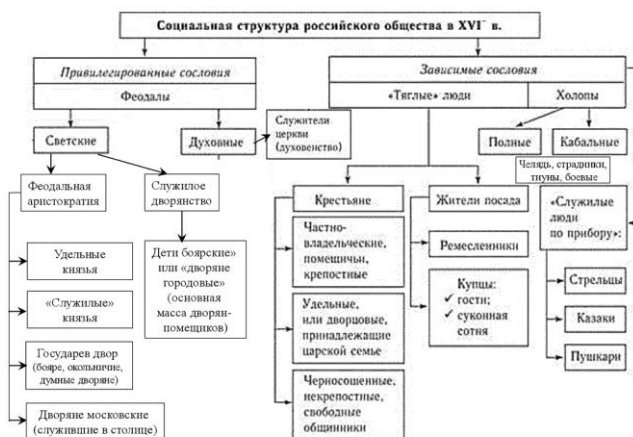 Социальная структура российского общества в XVI в.
Привилегированные сословия
Феодалы
Зависимые сословия
«Тяглые» люди
Холопы
Светские
Духовные
Служители
церкви
(духовенство)
Полные
Кабальные
Челядь, страдники,
тиуны, боевые
Феодальная
аристократия
Служилое
дворянство
Крестьяне
Жители посада
«Служилые
люди
по прибору»:
Удельные
князья
«Служилые»
князья
Государев двор
(бояре, окольничие,
думные дворяне)
Дворяне московские
(служившие в столице)
Дети боярские»
или «дворяне
городовые»
(основная
масса дворян-
помещиков)
Частно-
владельческие,
помещичьи,
крепостные
Удельные,
или дворцовые,
принадлежащие
царской семье
Черносошенные,
некрепостные,
свободные
общинники
Ремесленники
Купцы:
✓ гости;
✓ суконная
сотня
Стрельцы
Казаки
Пушкари